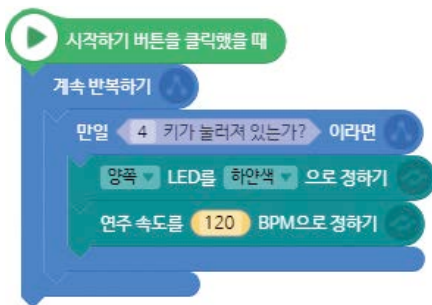 시작하기 버튼을 클릭했을 때
계속 반복하기
만일 4 키가 눌러져 있는가? 이라면
양쪽 LED를 하얀색 으로 정하기
연주 속도를 120 BPM으로 정하기